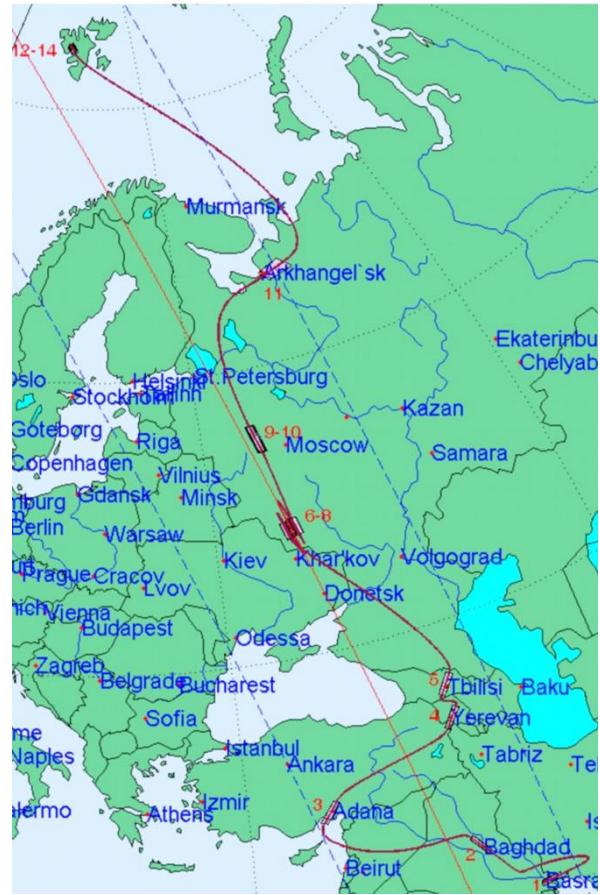 12-14
Murmansk
Arkhangel`sk
11
Ekaterinbu
Chelyab
Oslo
Helsinki
St.Petersburg
Stockholm
Tallinn
Kazan
Goteborg
9-10
Riga
Moscow
Samara
Copenhagen
Vilnius
Gdansk
Minsk
6-8
Berlin
Warsaw
Kiev
Khar'kov
Volgograd
Prague
Cracov
Lvov
Donetsk
Vienna
Budapest
Odessa
Zagreb
5
Tbilisi
Baku
Belgrade
Bucharest
4
Yerevan
Sofia
Naples
Istanbul
Ankara
Tabriz
Te
Izmir
3
Adana
alermo
Athens
Is
2
Baghdad
Beirut
1
Basra